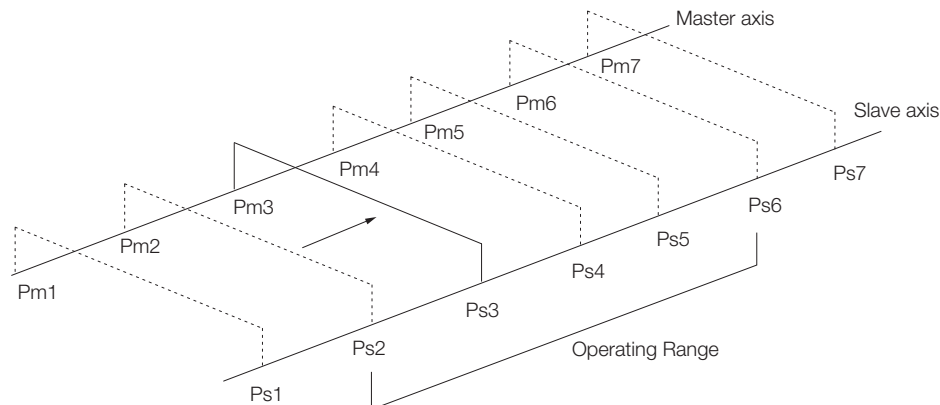 Master axis
Pm7
Slave axis
Pm6
Pm5
Ps7
Pm4
Pm3
Ps6
Pm2
Ps5
Ps4
Pm1
Ps3
Ps2
Operating Range
Ps1